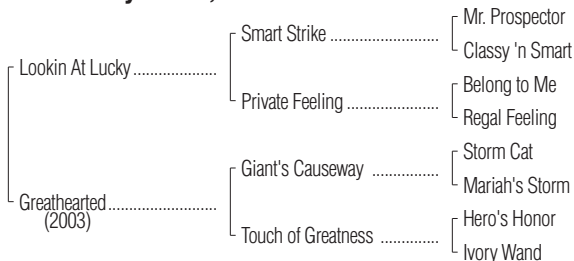 Mr. Prospector
Smart Strike ......................
Classy 'n Smart
Lookin At Lucky .................
Belong to Me
Private Feeling ..................
Regal Feeling
Storm Cat
Giant's Causeway ..............
Mariah's Storm
Greathearted ......................
(2003)
Hero's Honor
Touch of Greatness ............
Ivory Wand